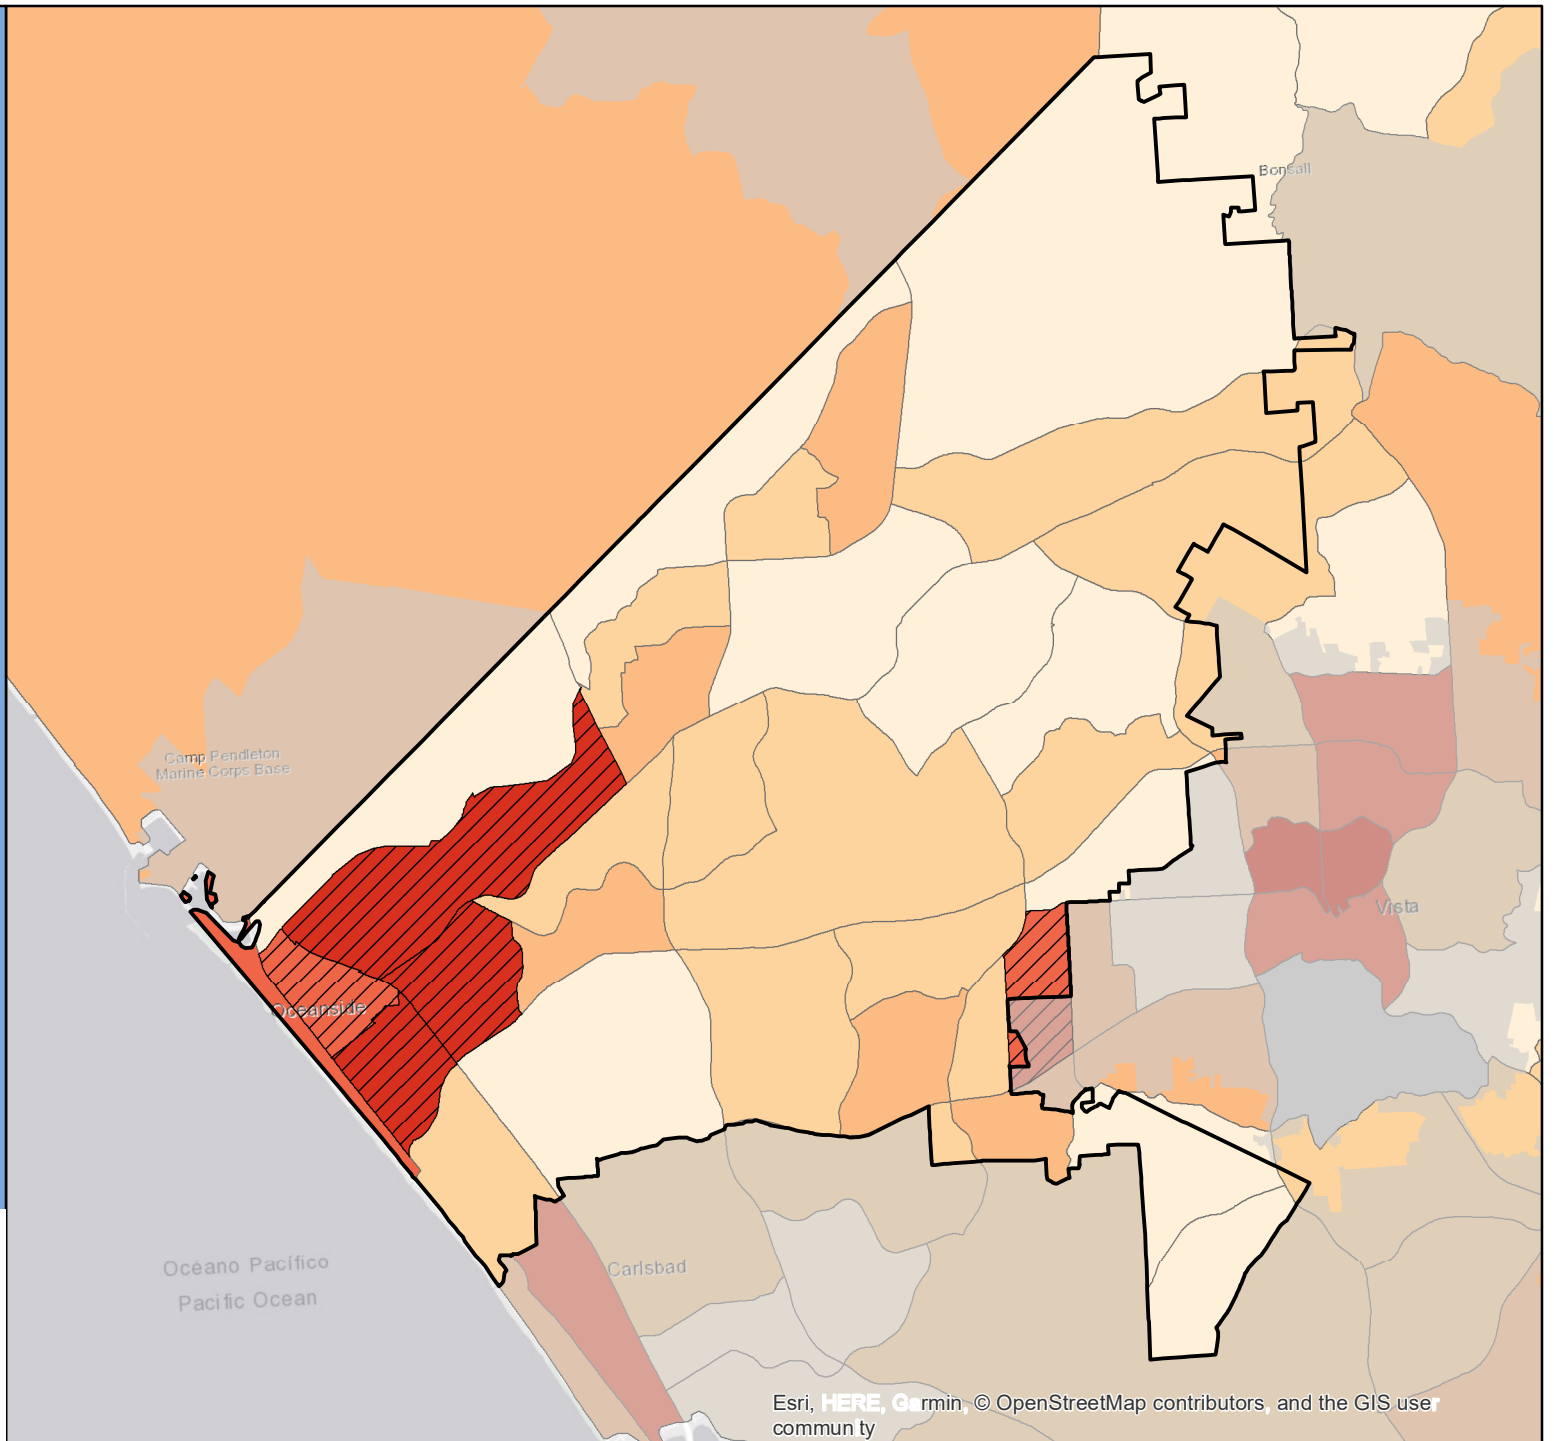 Bonsall
Camp Pendleton
Marine Corps Base
Vista
Oceanside
Océano Pacífico
Pacific Ocean
Carlsbad
Esri, HERE, Garmin, © OpenStreetMap contributors, and the GIS user
community